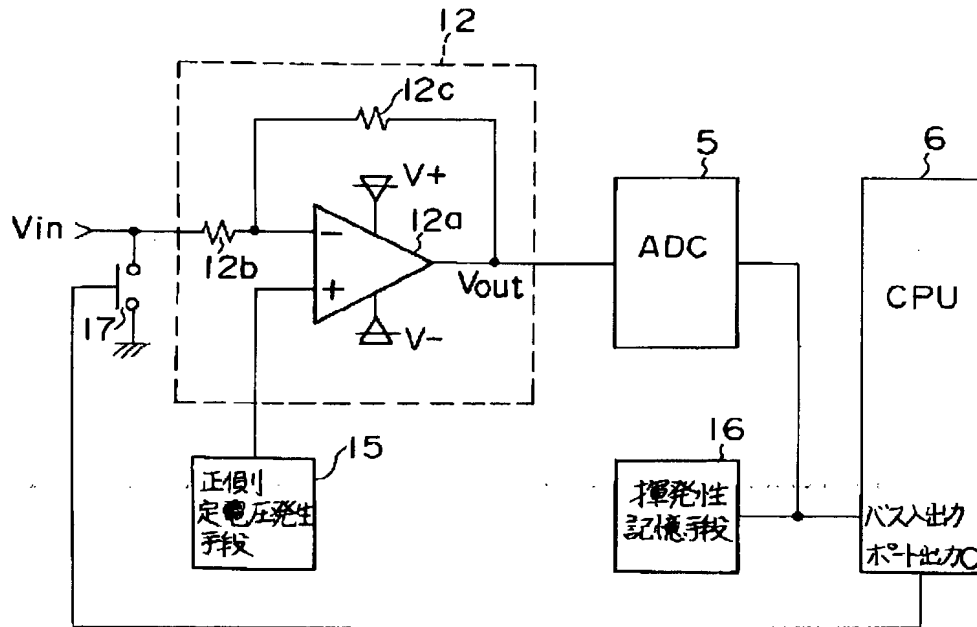 12
12c
5
6
V+
Vin
12b
−
12a
ADC
+
Vout
CPU
17
V-
15
16
正側
定電圧発生
手段
揮発性
記憶手段
バス入出力
ポート出力C